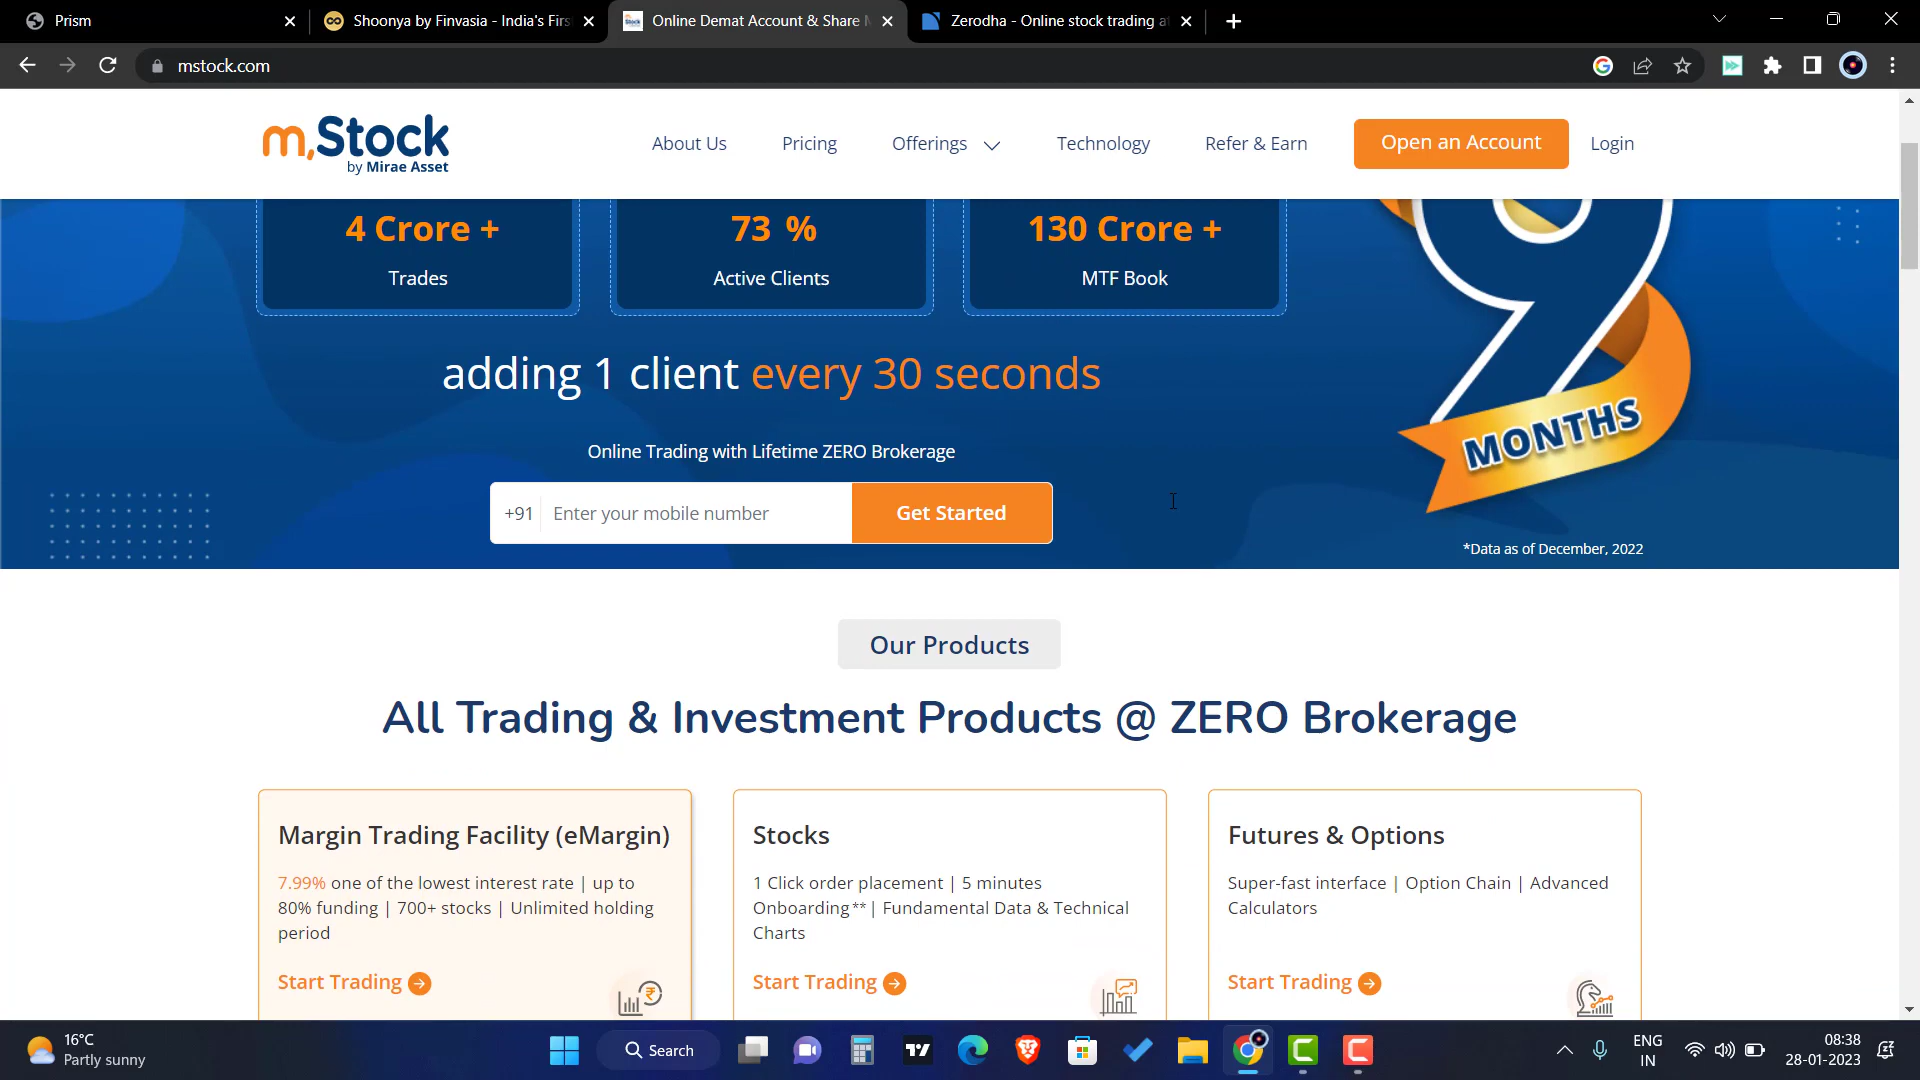 Prism
Shoonya by Finvasia - India's Firs
Online Demat Account & Share M
Zerodha - Online stock trading at
mstock.com
m.Stock
by Mirae Asset
About Us
Pricing
Offerings
Technology
Refer & Earn
Open an Account
Login
4 Crore +
Trades
73 %
Active Clients
130 Crore +
MTF Book
9
MONTHS
adding 1 client every 30 seconds
Online Trading with Lifetime ZERO Brokerage
+91 Enter your mobile number
Get Started
*Data as of December, 2022
Our Products
All Trading & Investment Products @ ZERO Brokerage
Margin Trading Facility (eMargin)
7.99% one of the lowest interest rate | up to
80% funding | 700+ stocks | Unlimited holding
period
Start Trading
Stocks
1 Click order placement | 5 minutes
Onboarding** | Fundamental Data & Technical
Charts
Start Trading
Futures & Options
Super-fast interface | Option Chain | Advanced
Calculators
Start Trading
16°C
Partly sunny
Search
ENG
IN
08:38
28-01-2023